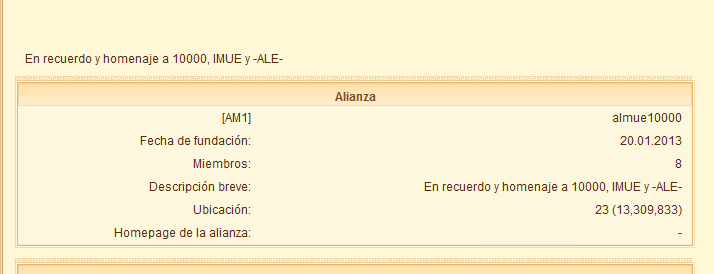 En recuerdo y homenaje a 10000, IMUE y -ALE-
Alianza
[AM1] almue10000
Fecha de fundación: 20.01.2013
Miembros: 8
Descripción breve: En recuerdo y homenaje a 10000, IMUE y -ALE-
Ubicación: 23 (13,309,833)
Homepage de la alianza: -